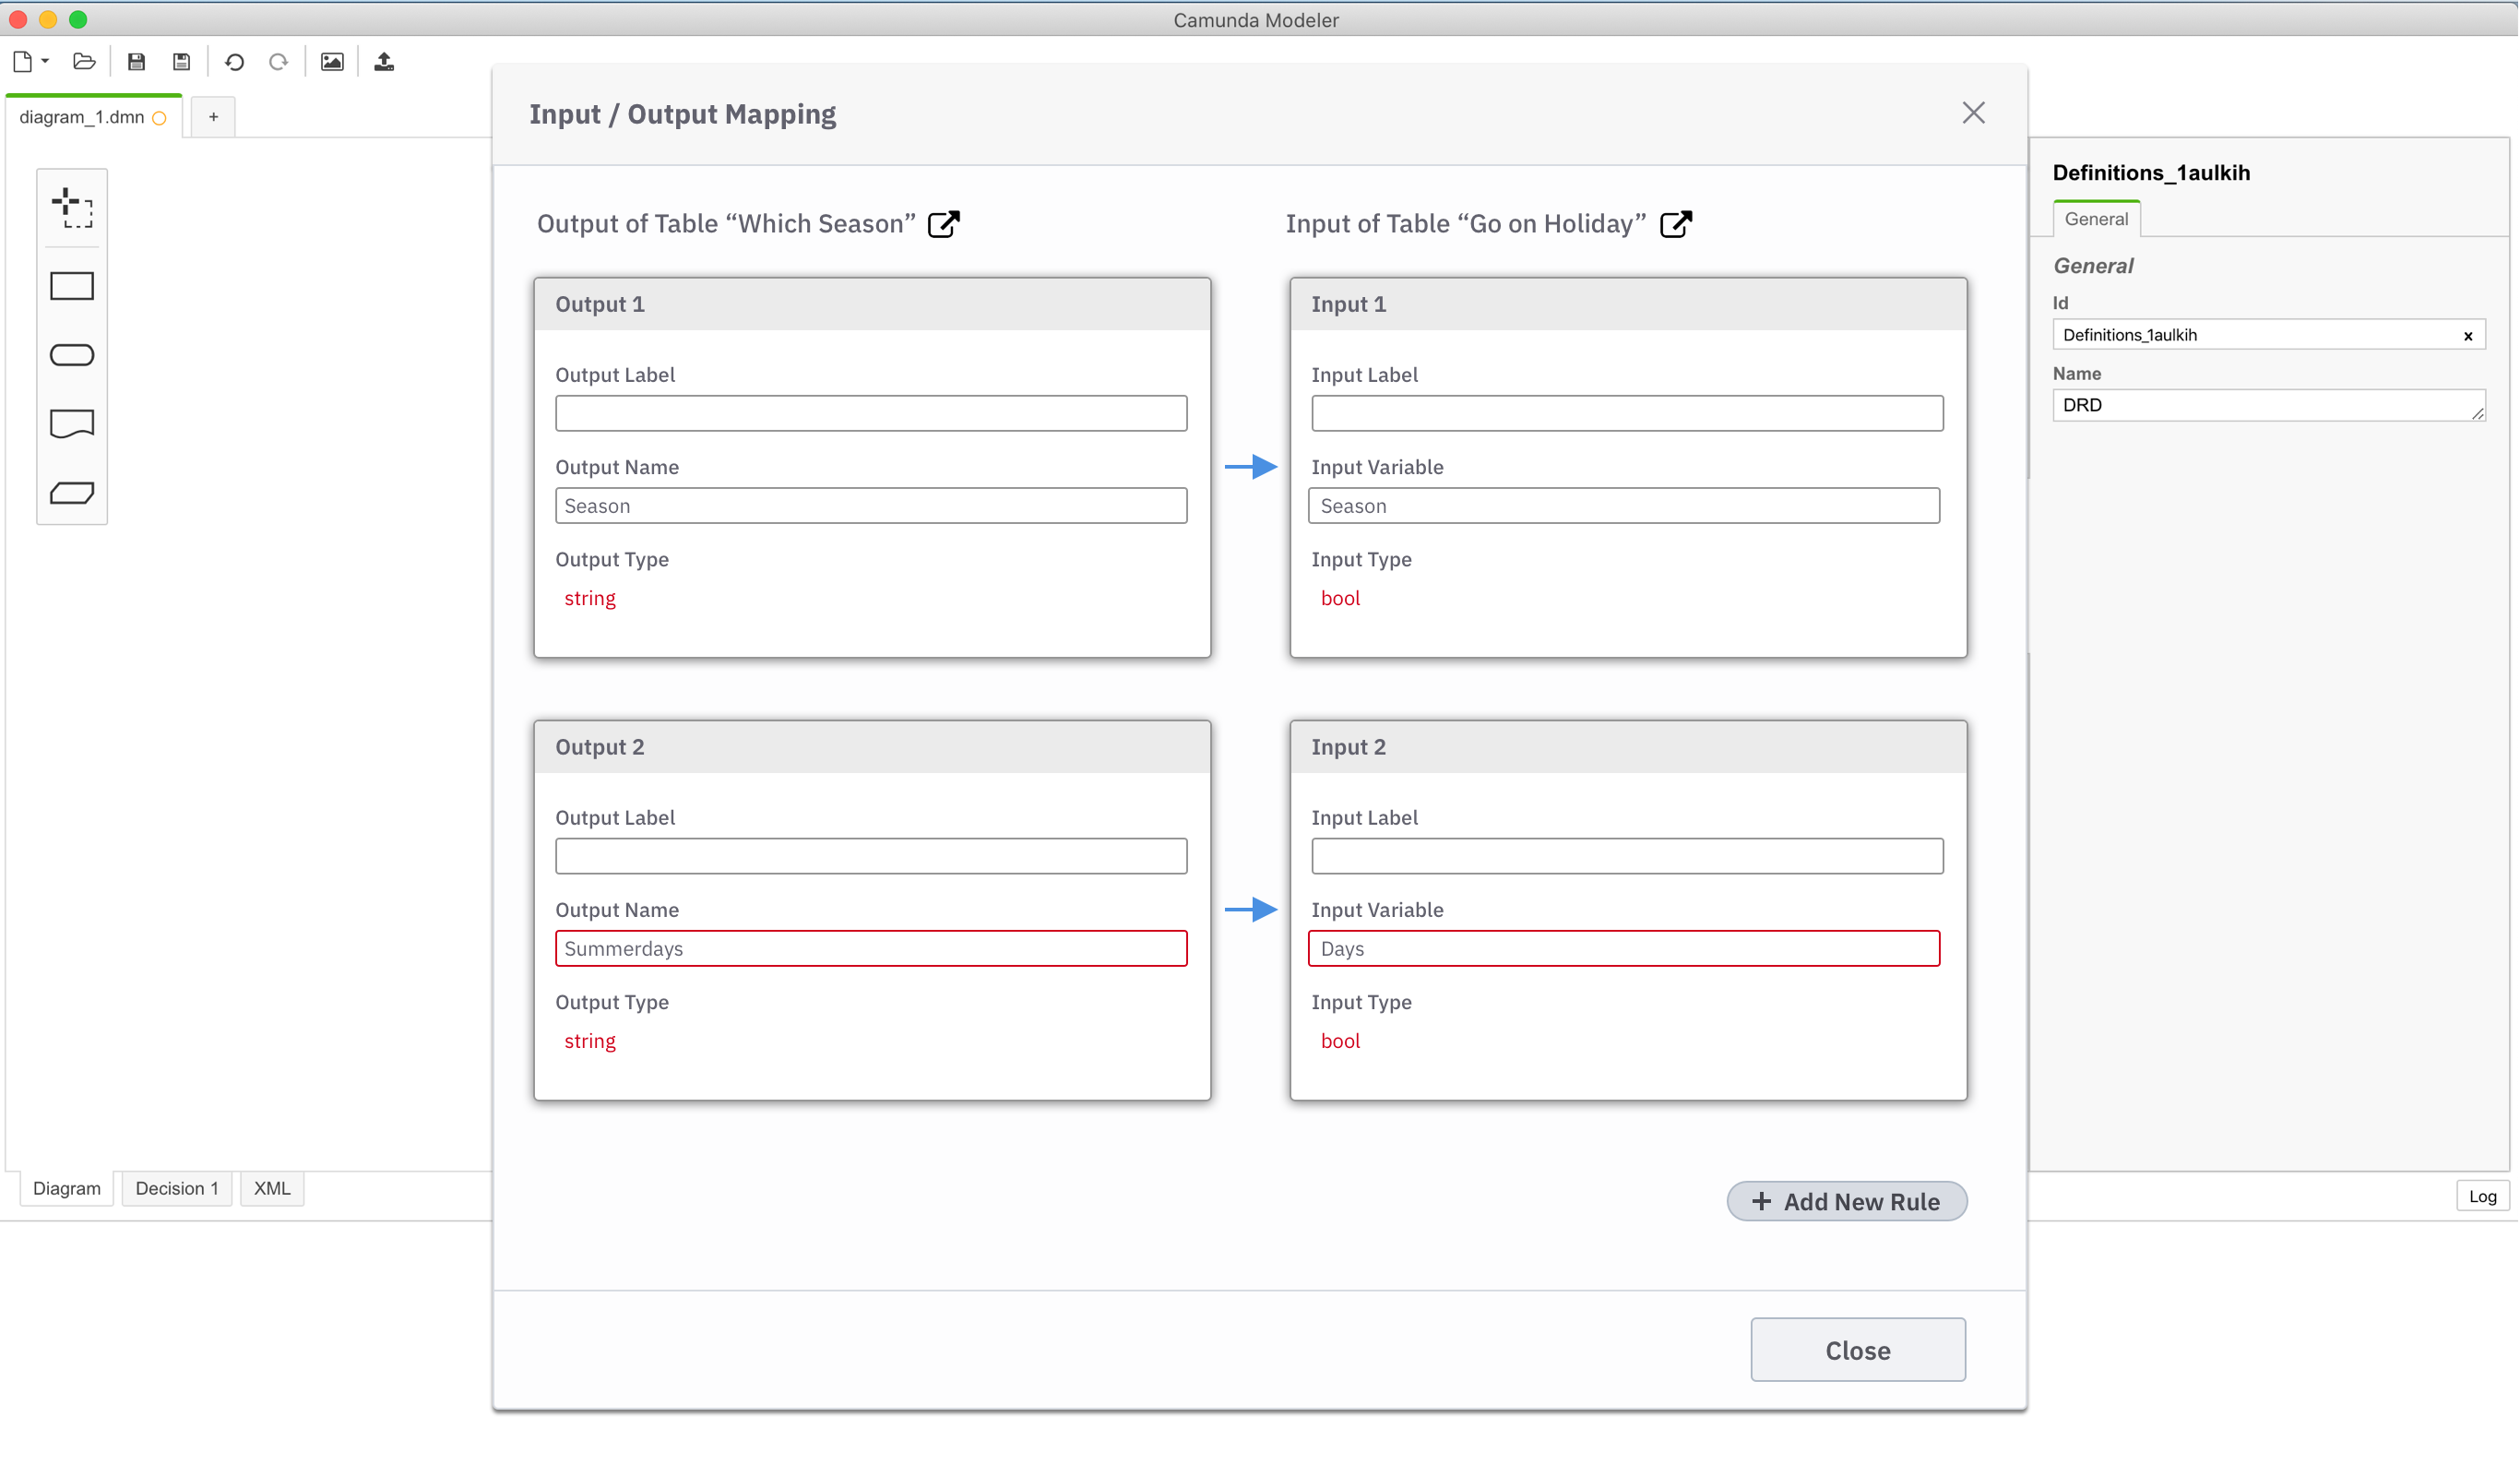 Camunda Modeler
diagram_1.dmn
+
Input / Output Mapping
Output of Table “Which Season”
Input of Table “Go on Holiday”
Output 1
Output Label
Output Name
Season
Output Type
string
Input 1
Input Label
Input Variable
Season
Input Type
bool
Output 2
Output Label
Output Name
Summerdays
Output Type
string
Input 2
Input Label
Input Variable
Days
Input Type
bool
+ Add New Rule
Close
Definitions_1aulkih
General
General
Id
Definitions_1aulkih
x
Name
DRD
Diagram
Decision 1
XML
Log